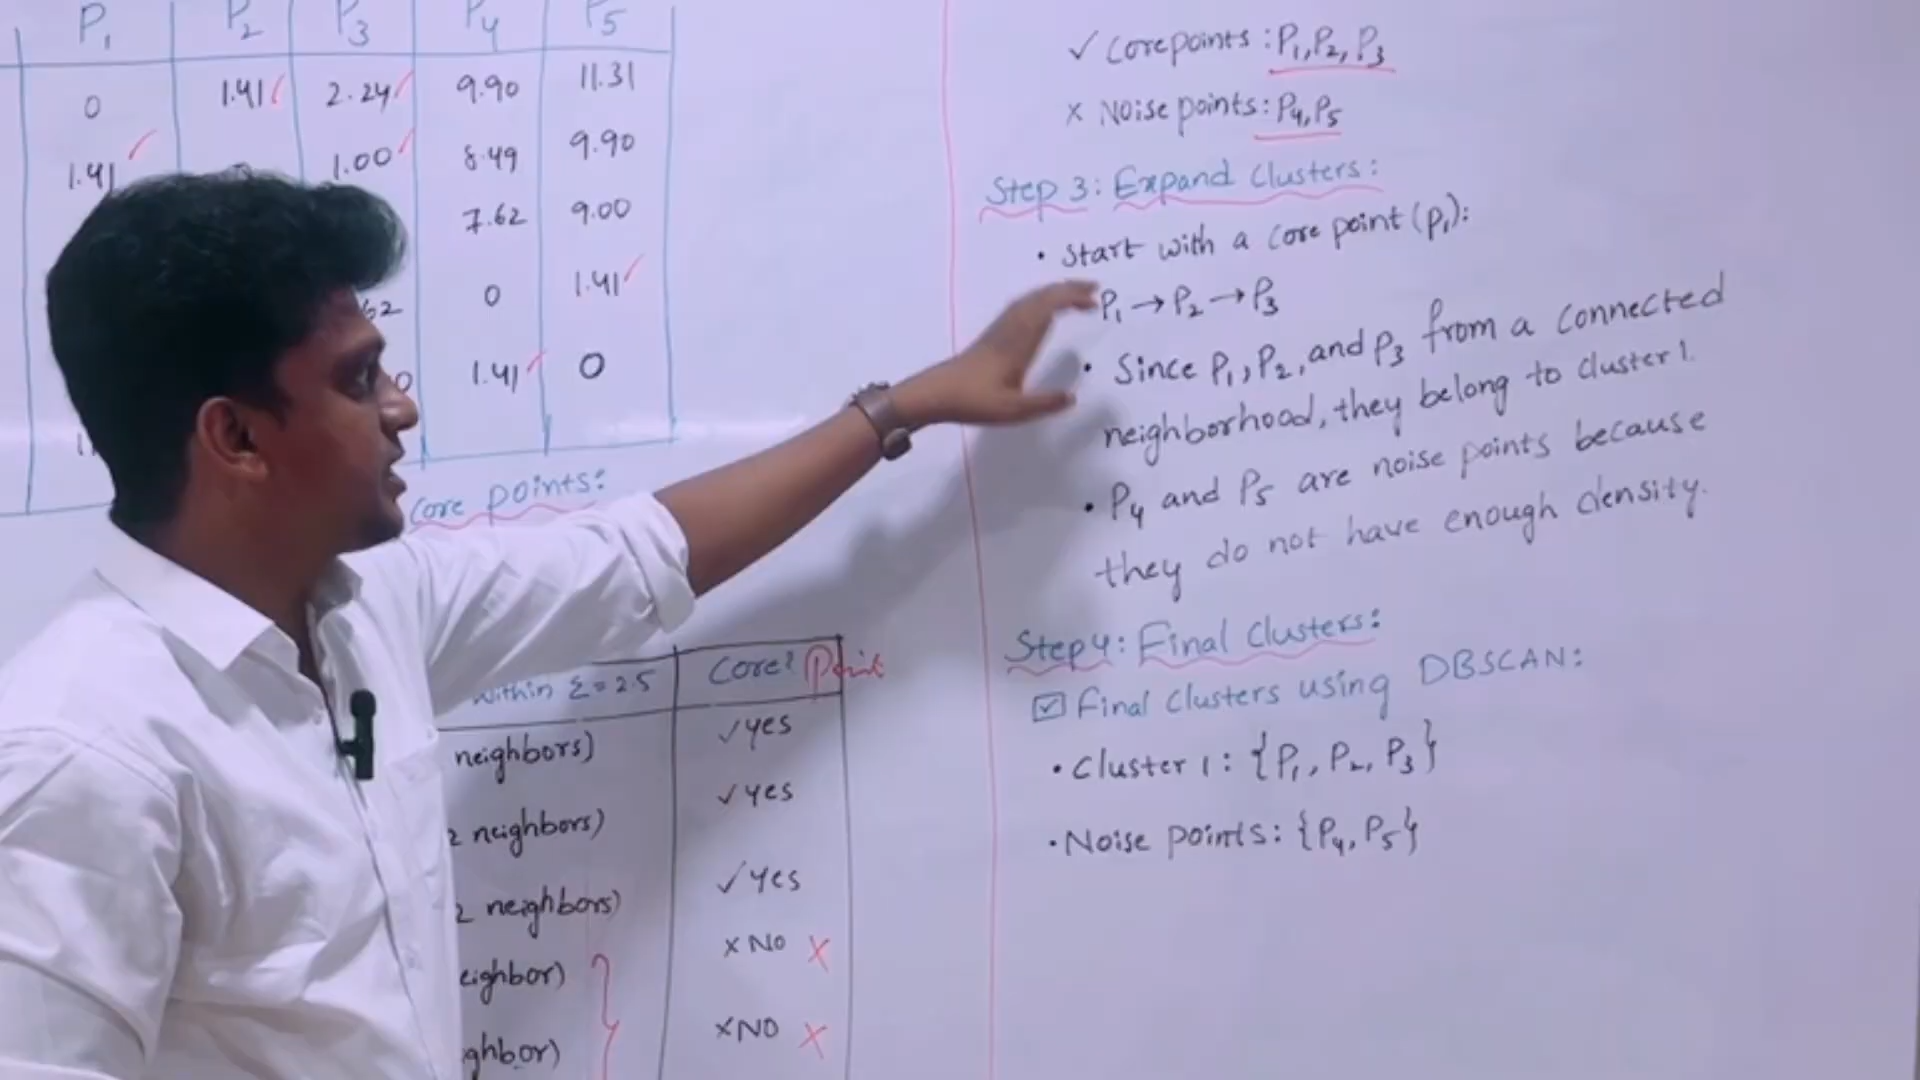 P1 P2 P3 P4 P5
0 1.41 2.24 9.90 11.31
1.41 1.00 8.49 9.90
7.62 9.00
62 0 1.41
0 1.41 0
core points:
within Σ=2.5 Core? Point
neighbors) ✓yes
2 neighbors) ✓yes
2 neighbors) ✓yes
eighbor) ×NO ×
ghbor) ×NO ×
✓ Corepoints: P1, P2, P3
× Noise points: P4, P5
Step 3: Expand Clusters:
• Start with a core point (P1):
P1 → P2 → P3
• Since P1, P2, and P3 from a connected
neighborhood, they belong to cluster 1.
• P4 and P5 are noise points because
they do not have enough density.
Step 4: Final Clusters:
☑ Final Clusters using DBSCAN:
• Cluster 1: {P1, P2, P3}
• Noise points: {P4, P5}